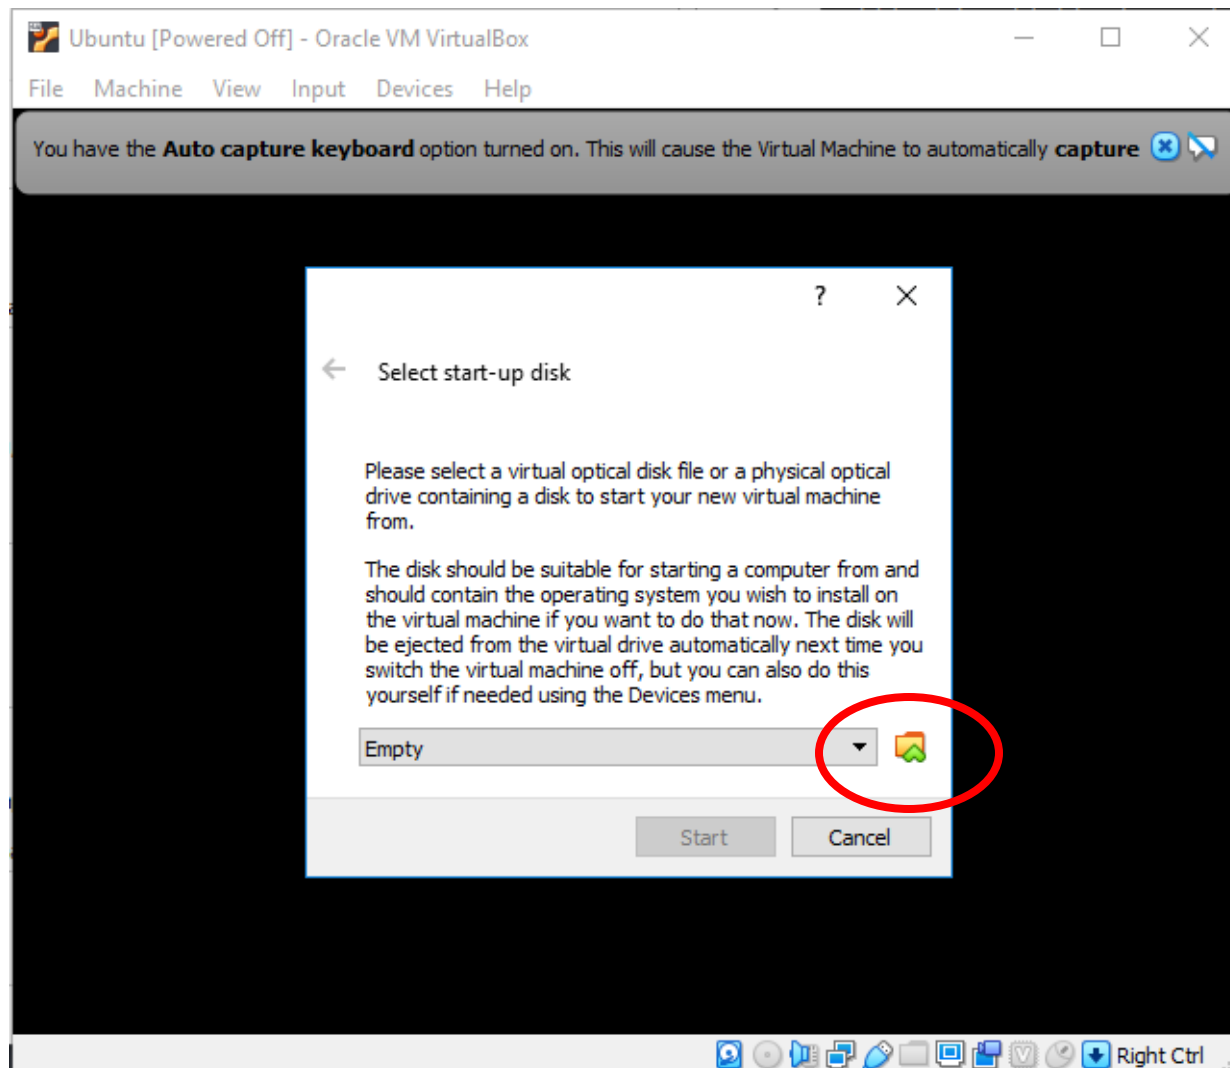 Ubuntu [Powered Off] - Oracle VM VirtualBox
File Machine View Input Devices Help
You have the Auto capture keyboard option turned on. This will cause the Virtual Machine to automatically capture
?
Select start-up disk
Please select a virtual optical disk file or a physical optical
drive containing a disk to start your new virtual machine
from.
The disk should be suitable for starting a computer from and
should contain the operating system you wish to install on
the virtual machine if you want to do that now. The disk will
be ejected from the virtual drive automatically next time you
switch the virtual machine off, but you can also do this
yourself if needed using the Devices menu.
Empty
Start Cancel
Right Ctrl